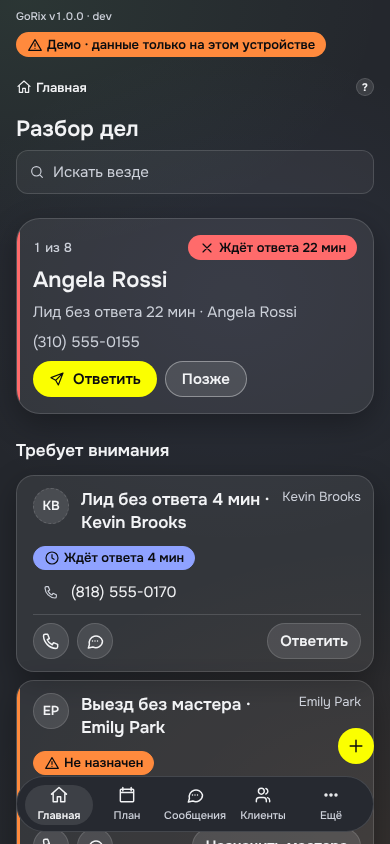 GoRix v1.0.0 · dev
Демо · данные только на этом устройстве
Главная
?
Разбор дел
Искать везде
1 из 8
Ждёт ответа 22 мин
Angela Rossi
Лид без ответа 22 мин · Angela Rossi
(310) 555-0155
Ответить
Позже
Требует внимания
KB
Лид без ответа 4 мин ·
Kevin Brooks
Kevin Brooks
Ждёт ответа 4 мин
(818) 555-0170
Ответить
EP
Выезд без мастера ·
Emily Park
Emily Park
Не назначен
Главная
План
Сообщения
Клиенты
Ещё